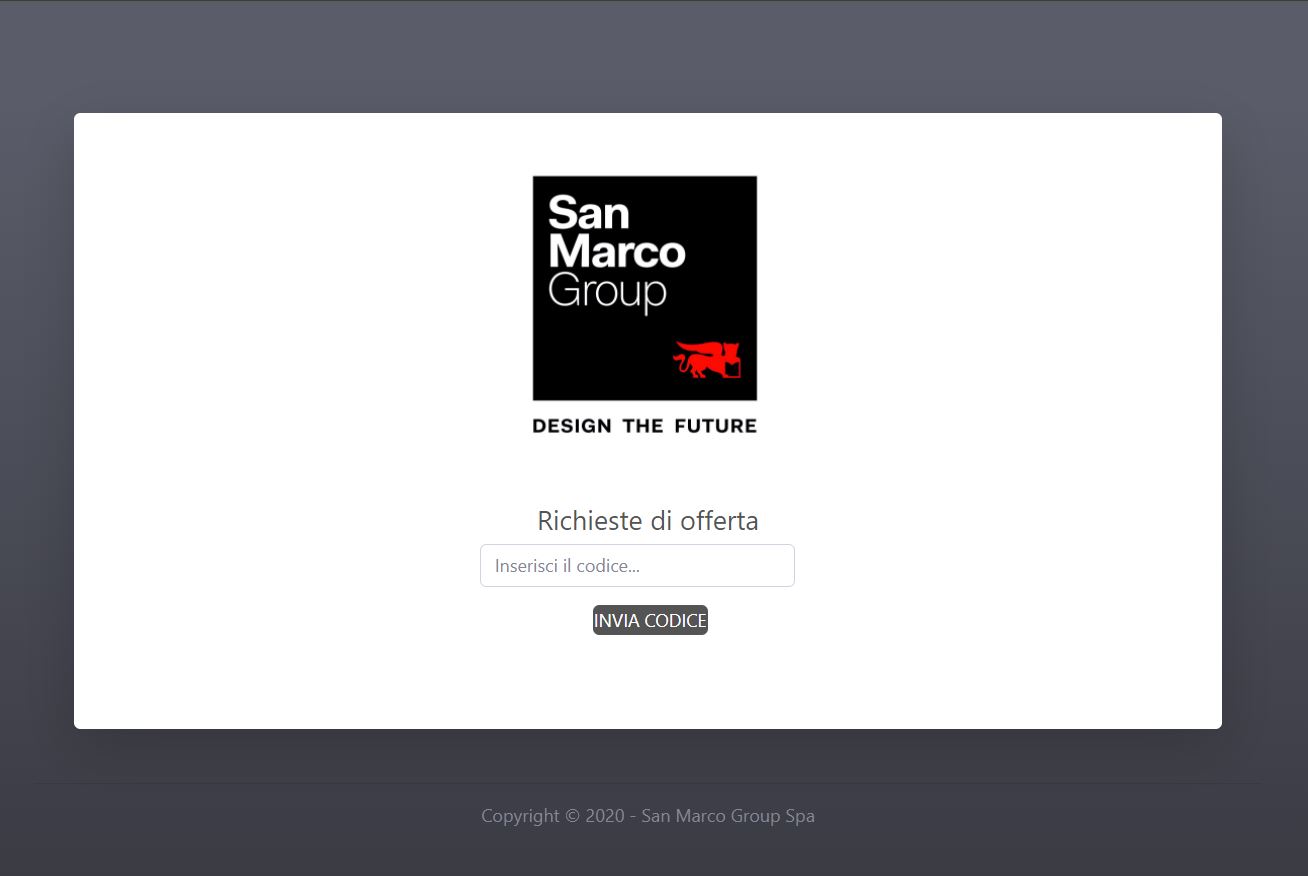 San
Marco
Group
DESIGN THE FUTURE
Richieste di offerta
Inserisci il codice...
INVIA CODICE
Copyright © 2020 - San Marco Group Spa